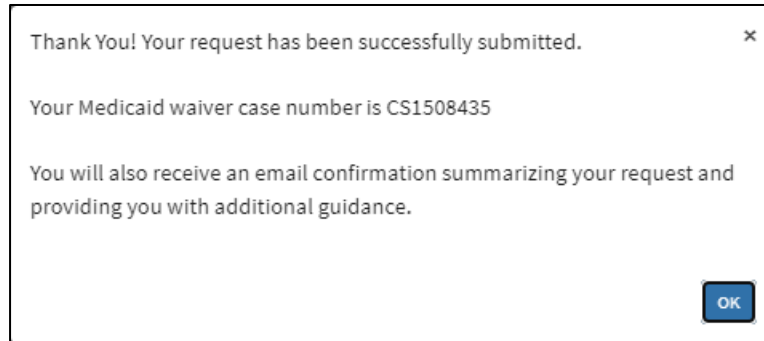 Thank You! Your request has been successfully submitted.
×
Your Medicaid waiver case number is CS1508435
You will also receive an email confirmation summarizing your request and
providing you with additional guidance.
OK